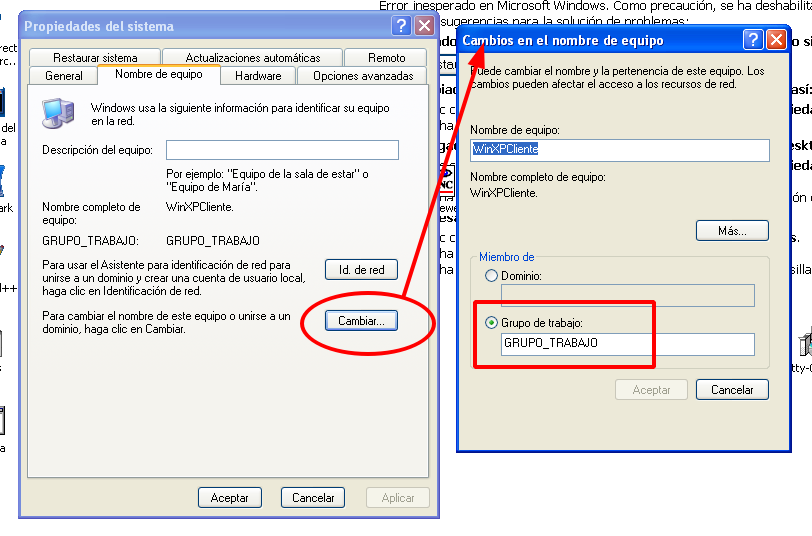 Error inesperado en Microsoft Windows. Como precaución, se ha deshabilita
sugerencias para la solución de problemas:
Propiedades del sistema
Restaurar sistema
Actualizaciones automáticas
Remoto
General
Nombre de equipo
Hardware
Opciones avanzadas
Windows usa la siguiente información para identificar su equipo
en la red.
Descripción del equipo:
Por ejemplo: "Equipo de la sala de estar" o
"Equipo de María".
Nombre completo de
equipo:
WinXPCliente.
GRUPO_TRABAJO:
GRUPO_TRABAJO
Para usar el Asistente para identificación de red para
unirse a un dominio y crear una cuenta de usuario local,
haga clic en Identificación de red.
Id. de red
Para cambiar el nombre de este equipo o unirse a un
dominio, haga clic en Cambiar.
Cambiar...
Aceptar
Cancelar
Aplicar
Cambios en el nombre de equipo
Puede cambiar el nombre y la pertenencia de este equipo. Los
cambios pueden afectar el acceso a los recursos de red.
Nombre de equipo:
WinXPCliente
Nombre completo de equipo:
WinXPCliente.
Más...
Miembro de
Dominio:
Grupo de trabajo:
GRUPO_TRABAJO
Aceptar
Cancelar